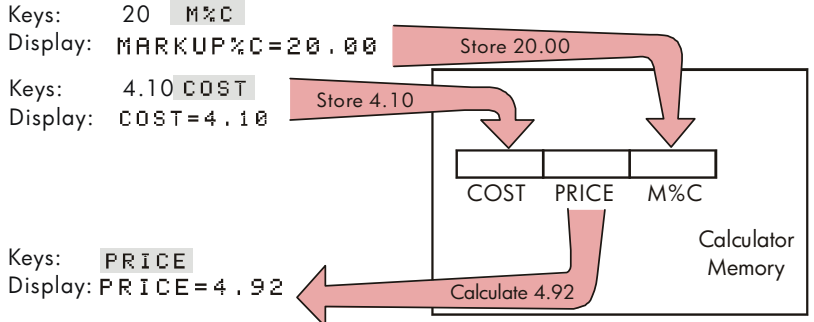 Keys: 20 M%C
Display: MARKUP%C=20.00
Store 20.00
Keys: 4.10 COST
Display: COST=4.10
Store 4.10
COST PRICE M%C
Calculator
Memory
Keys: PRICE
Display: PRICE=4.92
Calculate 4.92